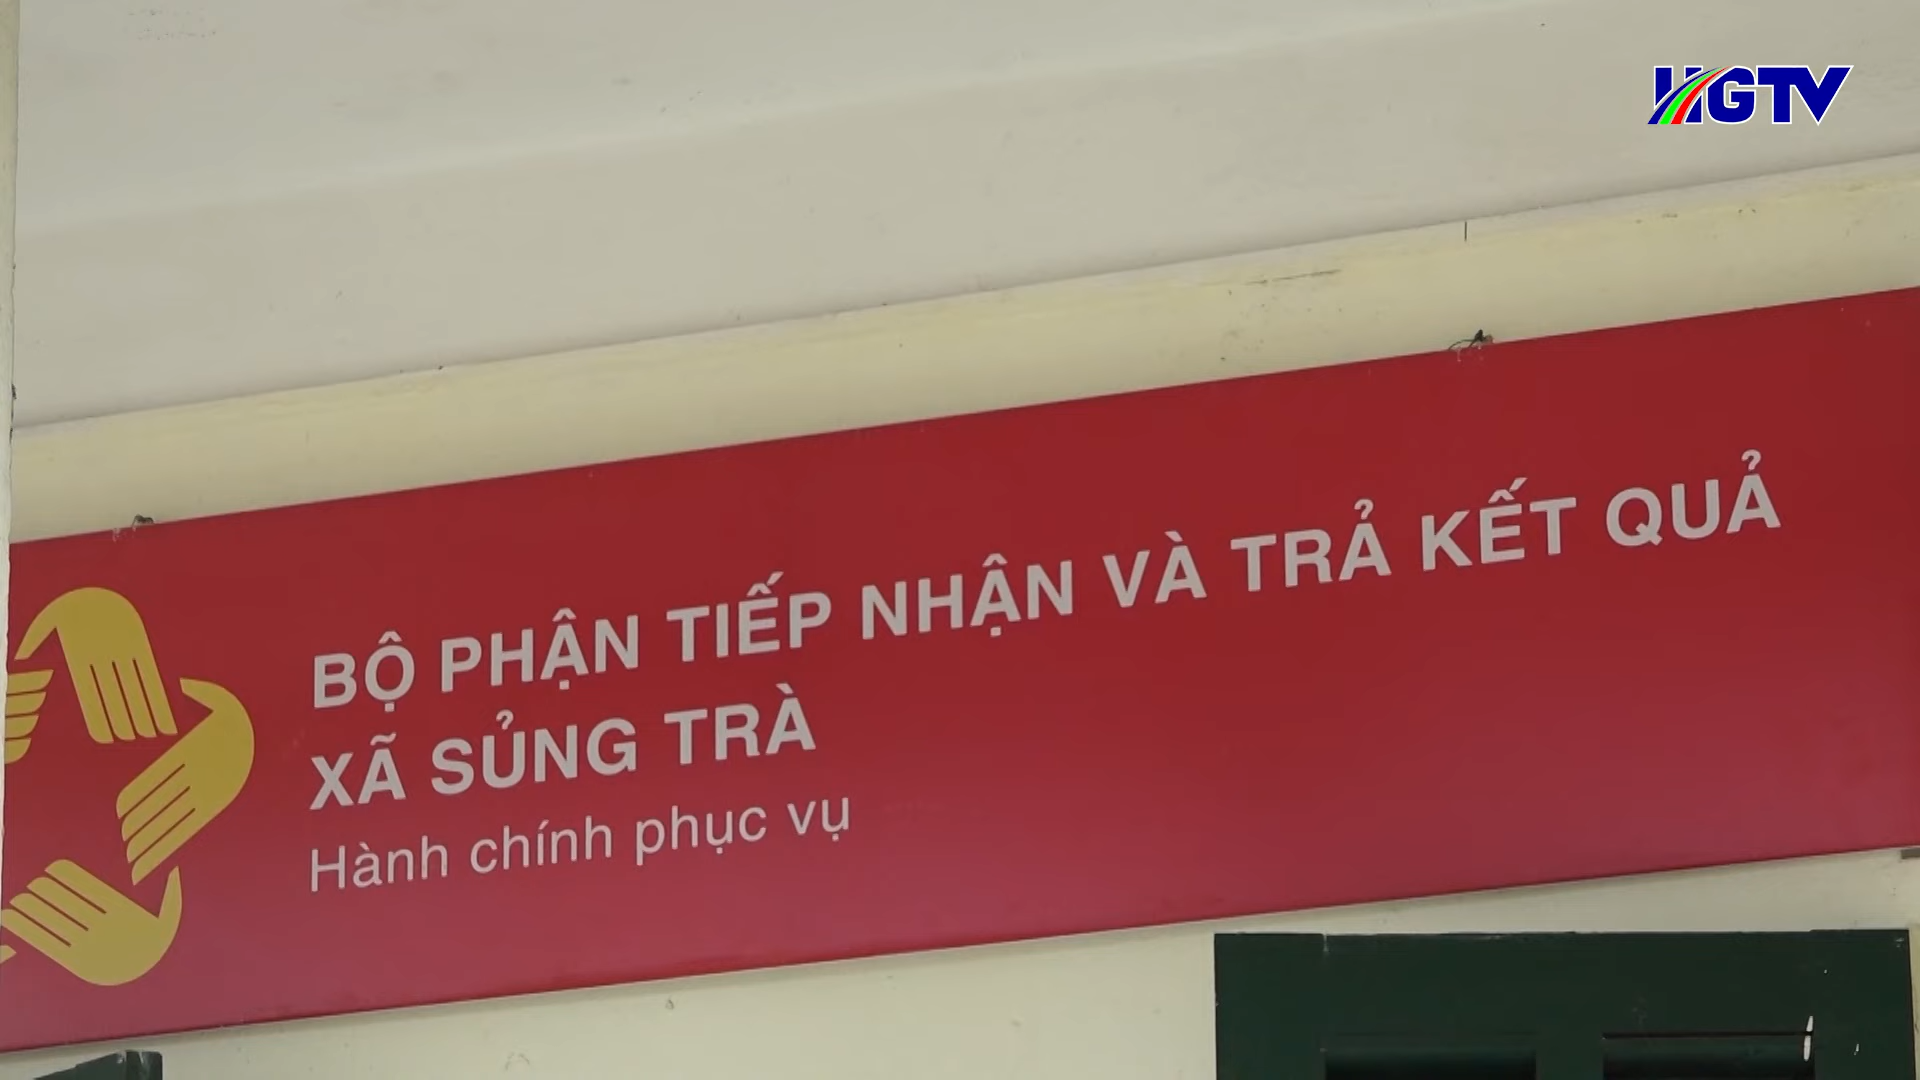 HGTV
BỘ PHẬN TIẾP NHẬN VÀ TRẢ KẾT QUẢ
XÃ SỦNG TRÀ
Hành chính phục vụ